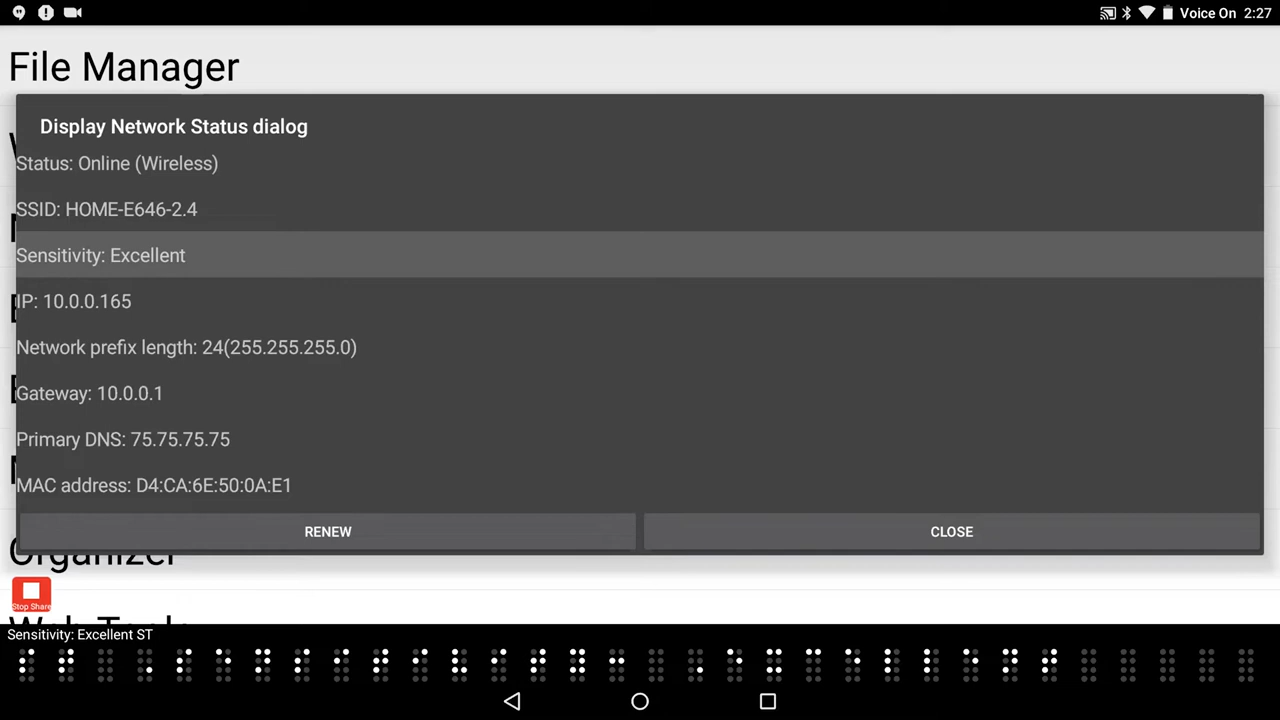 Voice On 2:27
File Manager
Display Network Status dialog
Status: Online (Wireless)
SSID: HOME-E646-2.4
Sensitivity: Excellent
IP: 10.0.0.165
Network prefix length: 24(255.255.255.0)
Gateway: 10.0.0.1
Primary DNS: 75.75.75.75
MAC address: D4:CA:6E:50:0A:E1
RENEW CLOSE
Organizer
Stop Share
Web Tools
Sensitivity: Excellent ST